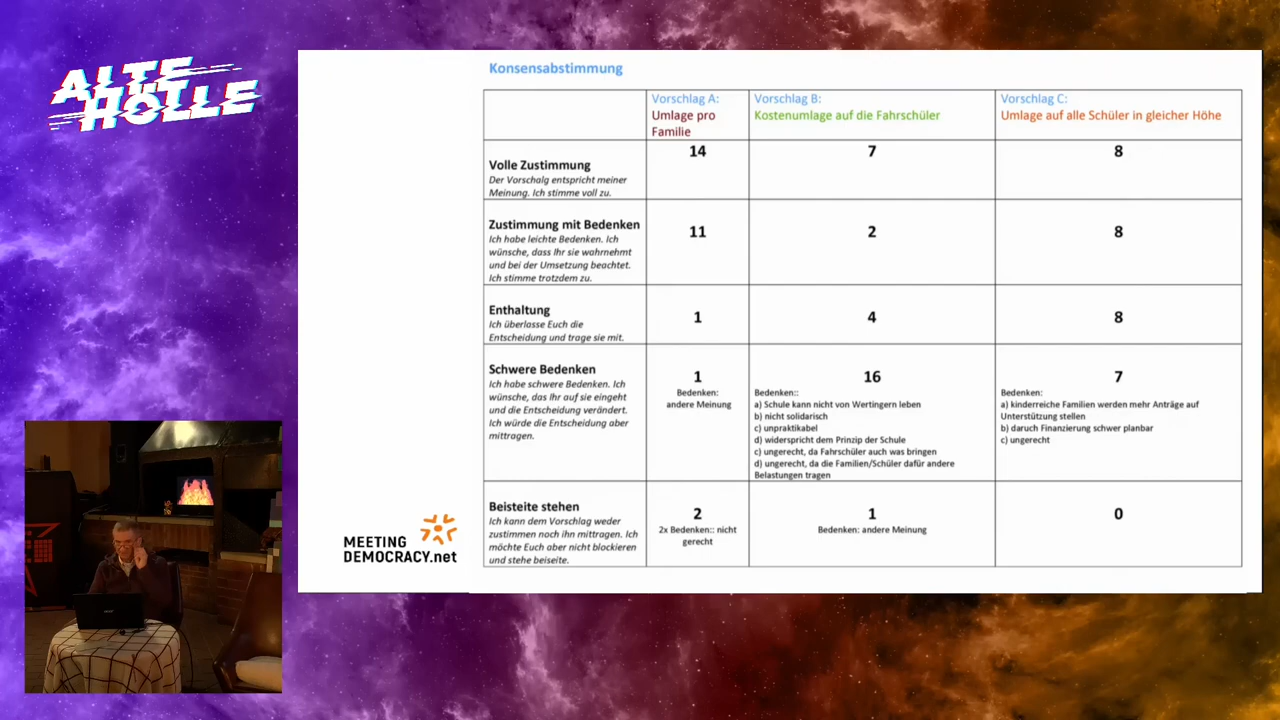 ALTE
HÖLLE
Konsensabstimmung
Vorschlag A:
Umlage pro
Familie
Vorschlag B:
Kostenumlage auf die Fahrschüler
Vorschlag C:
Umlage auf alle Schüler in gleicher Höhe
Volle Zustimmung
Der Vorschalg entspricht meiner
Meinung. Ich stimme voll zu.
14
7
8
Zustimmung mit Bedenken
Ich habe leichte Bedenken. Ich
wünsche, dass Ihr sie wahrnehmt
und bei der Umsetzung beachtet.
Ich stimme trotzdem zu.
11
2
8
Enthaltung
Ich überlasse Euch die
Entscheidung und trage sie mit.
1
4
8
Schwere Bedenken
Ich habe schwere Bedenken. Ich
wünsche, das Ihr auf sie eingeht
und die Entscheidung verändert.
Ich würde die Entscheidung aber
mittragen.
1
Bedenken:
andere Meinung
16
Bedenken::
a) Schule kann nicht von Wertingern leben
b) nicht solidarisch
c) unpraktikabel
d) widerspricht dem Prinzip der Schule
c) ungerecht, da Fahrschüler auch was bringen
d) ungerecht, da die Familien/Schüler dafür andere
Belastungen tragen
7
Bedenken:
a) kinderreiche Familien werden mehr Anträge auf
Unterstützung stellen
b) daruch Finanzierung schwer planbar
c) ungerecht
Beisteite stehen
Ich kann dem Vorschlag weder
zustimmen noch ihn mittragen. Ich
möchte Euch aber nicht blockieren
und stehe beiseite.
2
2x Bedenken:: nicht
gerecht
1
Bedenken: andere Meinung
0
MEETING
DEMOCRACY.net